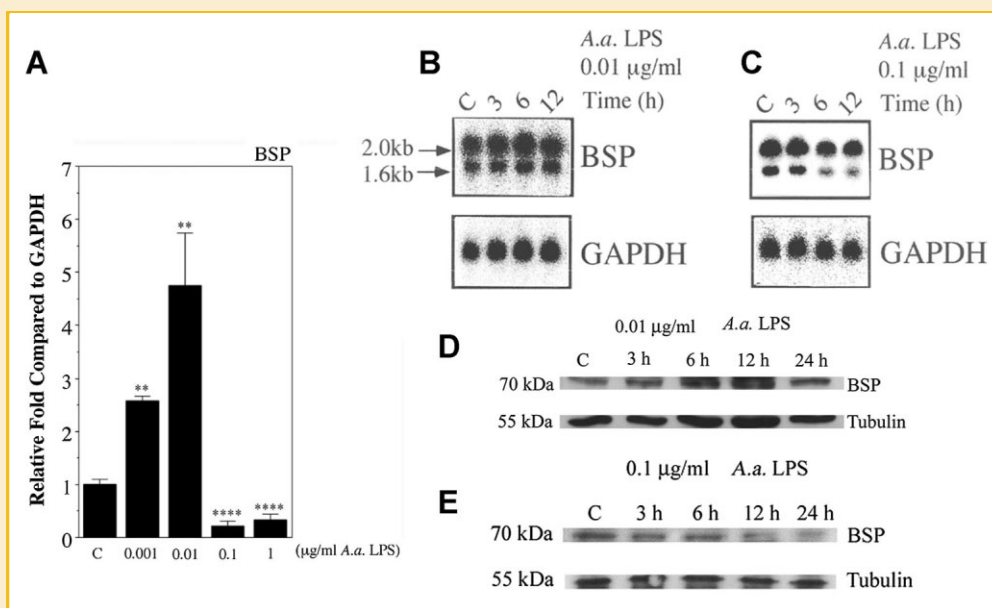 A
BSP
Relative Fold Compared to GAPDH
7
6
5
4
3
2
1
0
**
**
****
****
C 0.001 0.01 0.1 1 (μg/ml A.a. LPS)
B
A.a. LPS
0.01 μg/ml
C 3 6 12 Time (h)
2.0kb
1.6kb
BSP
GAPDH
C
A.a. LPS
0.1 μg/ml
C 3 6 12 Time (h)
BSP
GAPDH
D
0.01 μg/ml A.a. LPS
C 3 h 6 h 12 h 24 h
70 kDa BSP
55 kDa Tubulin
E
0.1 μg/ml A.a. LPS
C 3 h 6 h 12 h 24 h
70 kDa BSP
55 kDa Tubulin